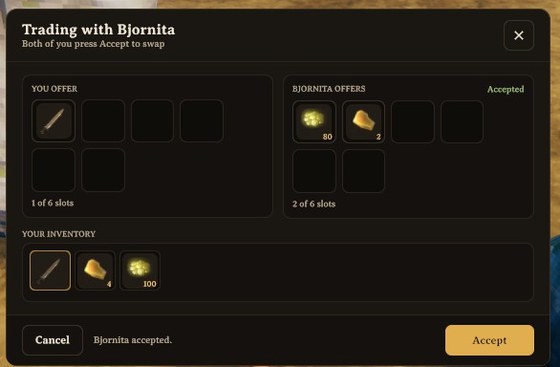 Trading with Bjornita
Both of you press Accept to swap
YOU OFFER
1 of 6 slots
BJORNITA OFFERS
Accepted
80
2
2 of 6 slots
YOUR INVENTORY
4
100
Cancel
Bjornita accepted.
Accept